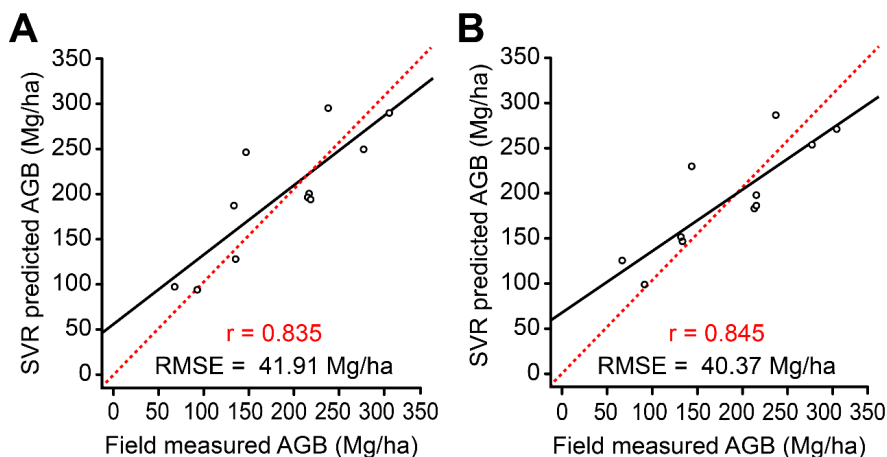 A
SVR predicted AGB (Mg/ha)
350
300
250
200
150
100
50
0
r = 0.835
RMSE = 41.91 Mg/ha
0 50 100 150 200 250 300 350
Field measured AGB (Mg/ha)
B
SVR predicted AGB (Mg/ha)
350
300
250
200
150
100
50
0
r = 0.845
RMSE = 40.37 Mg/ha
0 50 100 150 200 250 300 350
Field measured AGB (Mg/ha)